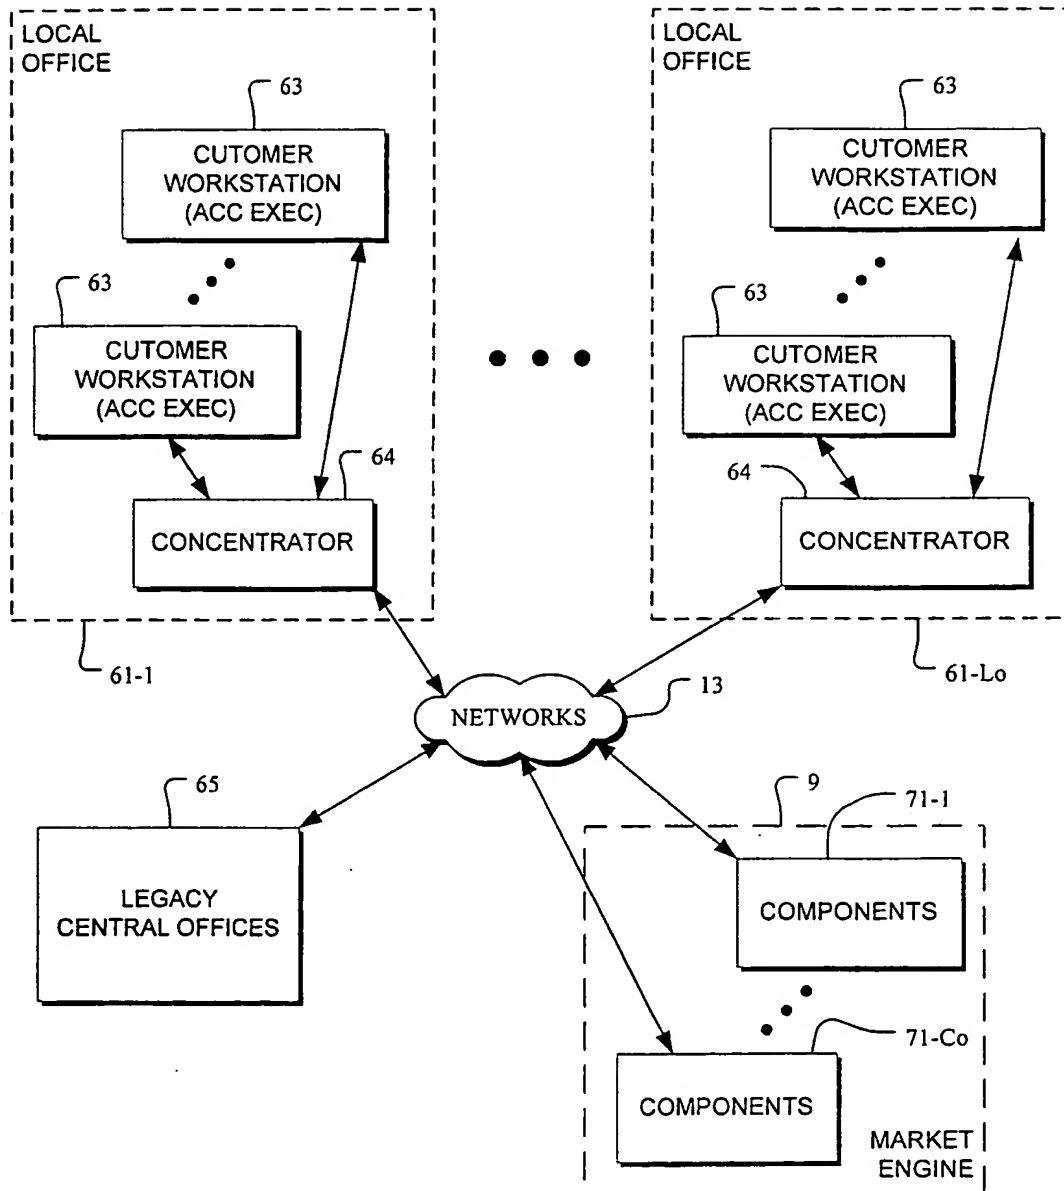 LOCAL
OFFICE
63
CUTOMER
WORKSTATION
(ACC EXEC)
63
CUTOMER
WORKSTATION
(ACC EXEC)
64
CONCENTRATOR
61-1
LOCAL
OFFICE
63
CUTOMER
WORKSTATION
(ACC EXEC)
63
CUTOMER
WORKSTATION
(ACC EXEC)
64
CONCENTRATOR
61-Lo
NETWORKS
13
65
LEGACY
CENTRAL OFFICES
9
71-1
COMPONENTS
71-Co
COMPONENTS
MARKET
ENGINE